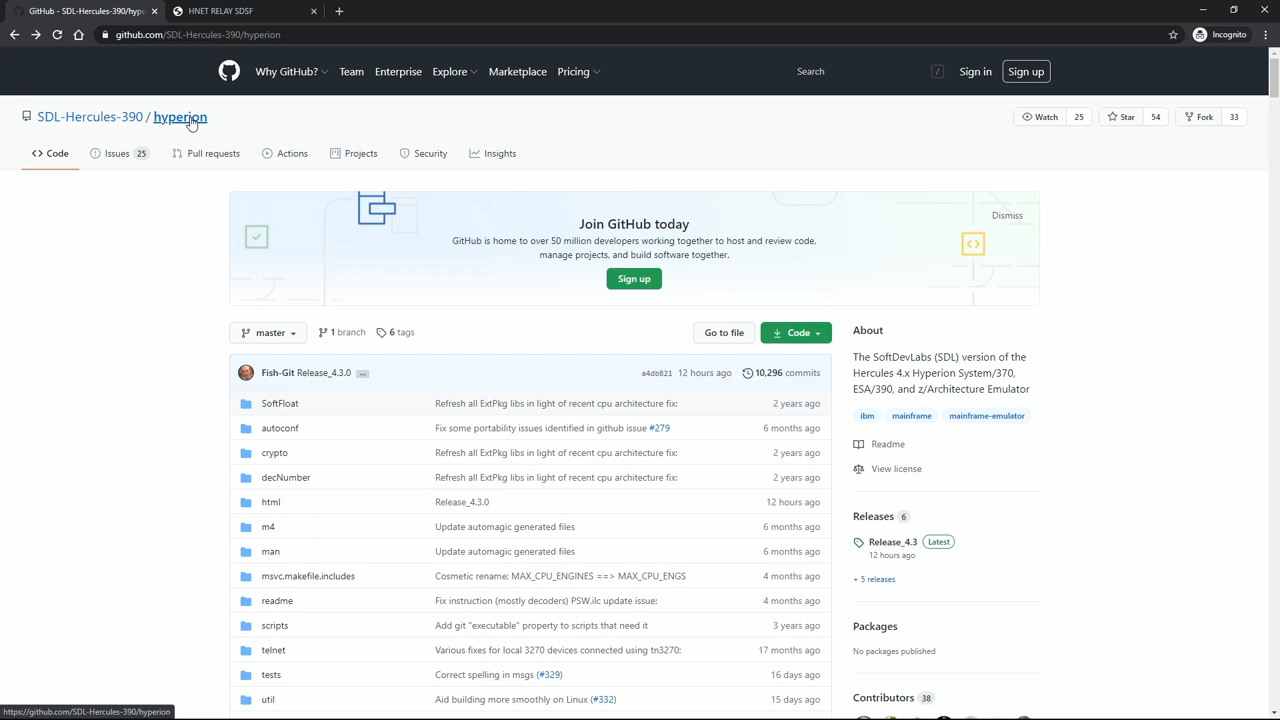 GitHub - SDL-Hercules-390/hype
HNET RELAY SDSF
github.com/SDL-Hercules-390/hyperion
Incognito
Why GitHub?
Team
Enterprise
Explore
Marketplace
Pricing
Search
/
Sign in
Sign up
SDL-Hercules-390 / hyperion
Watch 25
Star 54
Fork 33
Code
Issues 25
Pull requests
Actions
Projects
Security
Insights
Join GitHub today
Dismiss
GitHub is home to over 50 million developers working together to host and review code,
manage projects, and build software together.
Sign up
master
1 branch
6 tags
Go to file
Code
Fish-Git Release_4.3.0 ...
a4db821 12 hours ago
10,296 commits
SoftFloat Refresh all ExtPkg libs in light of recent cpu architecture fix: 2 years ago
autoconf Fix some portability issues identified in github issue #279 6 months ago
crypto Refresh all ExtPkg libs in light of recent cpu architecture fix: 2 years ago
decNumber Refresh all ExtPkg libs in light of recent cpu architecture fix: 2 years ago
html Release_4.3.0 12 hours ago
m4 Update automagic generated files 6 months ago
man Update automagic generated files 6 months ago
msvc.makefile.includes Cosmetic rename: MAX_CPU_ENGINES ==> MAX_CPU_ENGS 4 months ago
readme Fix instruction (mostly decoders) PSW.ilc update issue: 4 months ago
scripts Add git "executable" property to scripts that need it 3 years ago
telnet Various fixes for local 3270 devices connected using tn3270: 17 months ago
tests Correct spelling in msgs (#329) 16 days ago
util Aid building more smoothly on Linux (#332) 15 days ago
About
The SoftDevLabs (SDL) version of the
Hercules 4.x Hyperion System/370,
ESA/390, and z/Architecture Emulator
ibm
mainframe
mainframe-emulator
Readme
View license
Releases 6
Release_4.3 Latest
12 hours ago
+ 5 releases
Packages
No packages published
Contributors 38
https://github.com/SDL-Hercules-390/hyperion